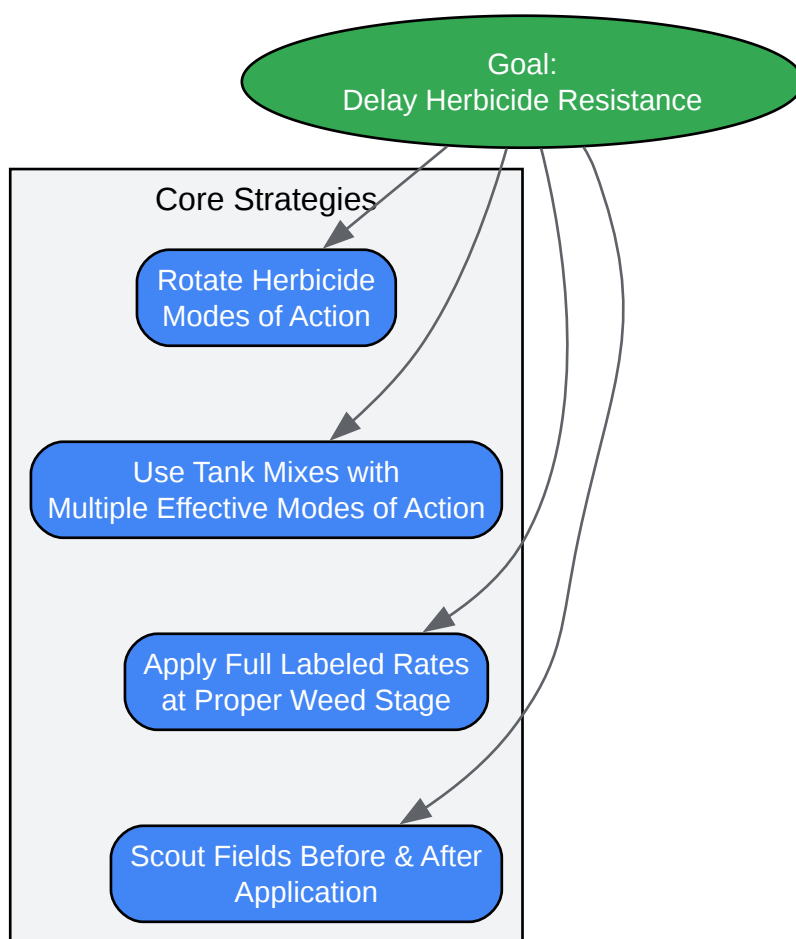 Goal:
Delay Herbicide Resistance
Core Strategies
Rotate Herbicide
Modes of Action
Use Tank Mixes with
Multiple Effective Modes of Action
Apply Full Labeled Rates
at Proper Weed Stage
Scout Fields Before & After
Application